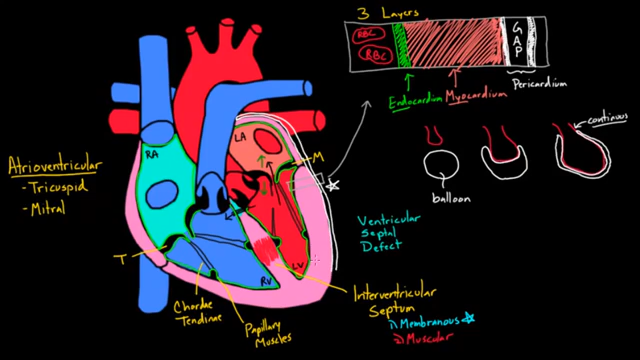 3 Layers
RBC
RBC
GAP
Endocardium
Myocardium
Pericardium
continuous
balloon
LA
RA
M
Atrioventricular
- Tricuspid
- Mitral
Ventricular
Septal
Defect
T
RV
LV
Chordae
Tendinae
Papillary
Muscles
Interventricular
Septum
1) Membranous
2) Muscular